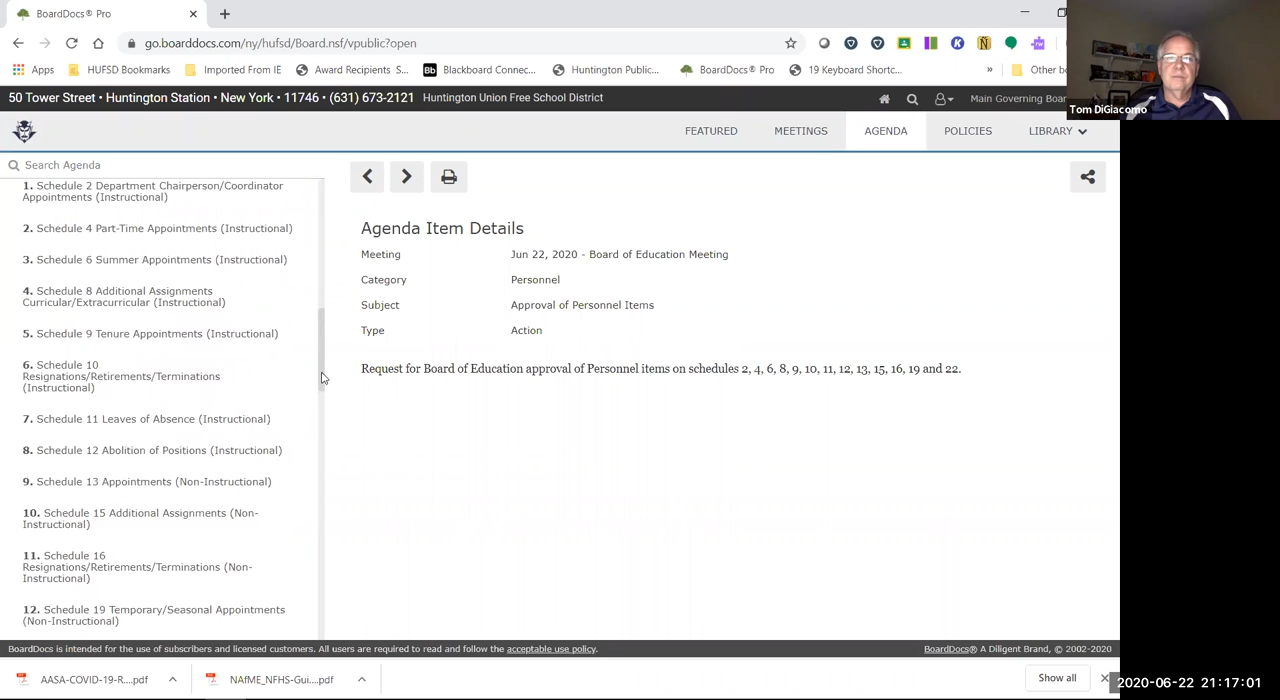 BoardDocs® Pro
go.boarddocs.com/ny/hufsd/Board.nsf/vpublic?open
Apps HUFSD Bookmarks Imported From IE Award Recipients S... Bb Blackboard Connec... Huntington Public... BoardDocs® Pro 19 Keyboard Shortc... » Other b
Tom DiGiacomo
50 Tower Street • Huntington Station • New York • 11746 • (631) 673-2121 Huntington Union Free School District Main Governing Boar
FEATURED MEETINGS AGENDA POLICIES LIBRARY
Search Agenda
1. Schedule 2 Department Chairperson/Coordinator
Appointments (Instructional)
2. Schedule 4 Part-Time Appointments (Instructional)
3. Schedule 6 Summer Appointments (Instructional)
4. Schedule 8 Additional Assignments
Curricular/Extracurricular (Instructional)
5. Schedule 9 Tenure Appointments (Instructional)
6. Schedule 10
Resignations/Retirements/Terminations
(Instructional)
7. Schedule 11 Leaves of Absence (Instructional)
8. Schedule 12 Abolition of Positions (Instructional)
9. Schedule 13 Appointments (Non-Instructional)
10. Schedule 15 Additional Assignments (Non-
Instructional)
11. Schedule 16
Resignations/Retirements/Terminations (Non-
Instructional)
12. Schedule 19 Temporary/Seasonal Appointments
(Non-Instructional)
Agenda Item Details
Meeting Jun 22, 2020 - Board of Education Meeting
Category Personnel
Subject Approval of Personnel Items
Type Action
Request for Board of Education approval of Personnel items on schedules 2, 4, 6, 8, 9, 10, 11, 12, 13, 15, 16, 19 and 22.
BoardDocs is intended for the use of subscribers and licensed customers. All users are required to read and follow the acceptable use policy. BoardDocs® A Diligent Brand, © 2002-2020
AASA-COVID-19-R....pdf NAfME_NFHS-Gui....pdf Show all
2020-06-22 21:17:01